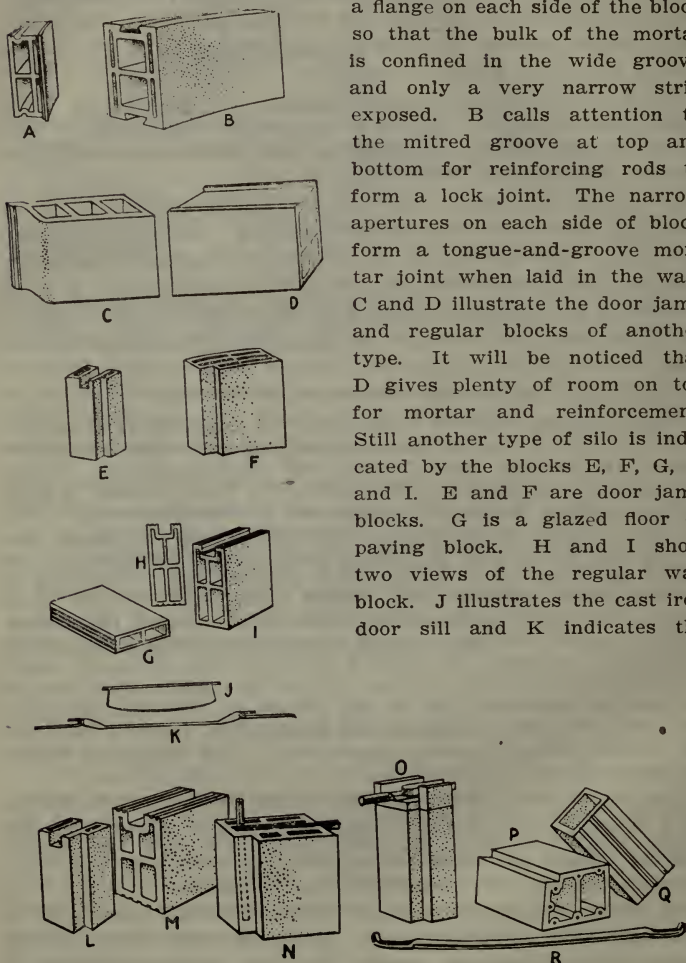 a flange on each side of the bloc
so that the bulk of the morta
is confined in the wide groov
and only a very narrow stri
exposed. B calls attention t
the mitred groove at top an
bottom for reinforcing rods t
form a lock joint. The narro
apertures on each side of bloc
form a tongue-and-groove mor
tar joint when laid in the wa
C and D illustrate the door jam
and regular blocks of anoth
type. It will be noticed tha
D gives plenty of room on to
for mortar and reinforcemen
Still another type of silo is indi
cated by the blocks E, F, G,
and I. E and F are door jam
blocks. G is a glazed floor
paving block. H and I sho
two views of the regular wa
block. J illustrates the cast iro
door sill and K indicates th
A
B
C
D
E
F
H
I
G
J
K
O
P
Q
L
M
N
R